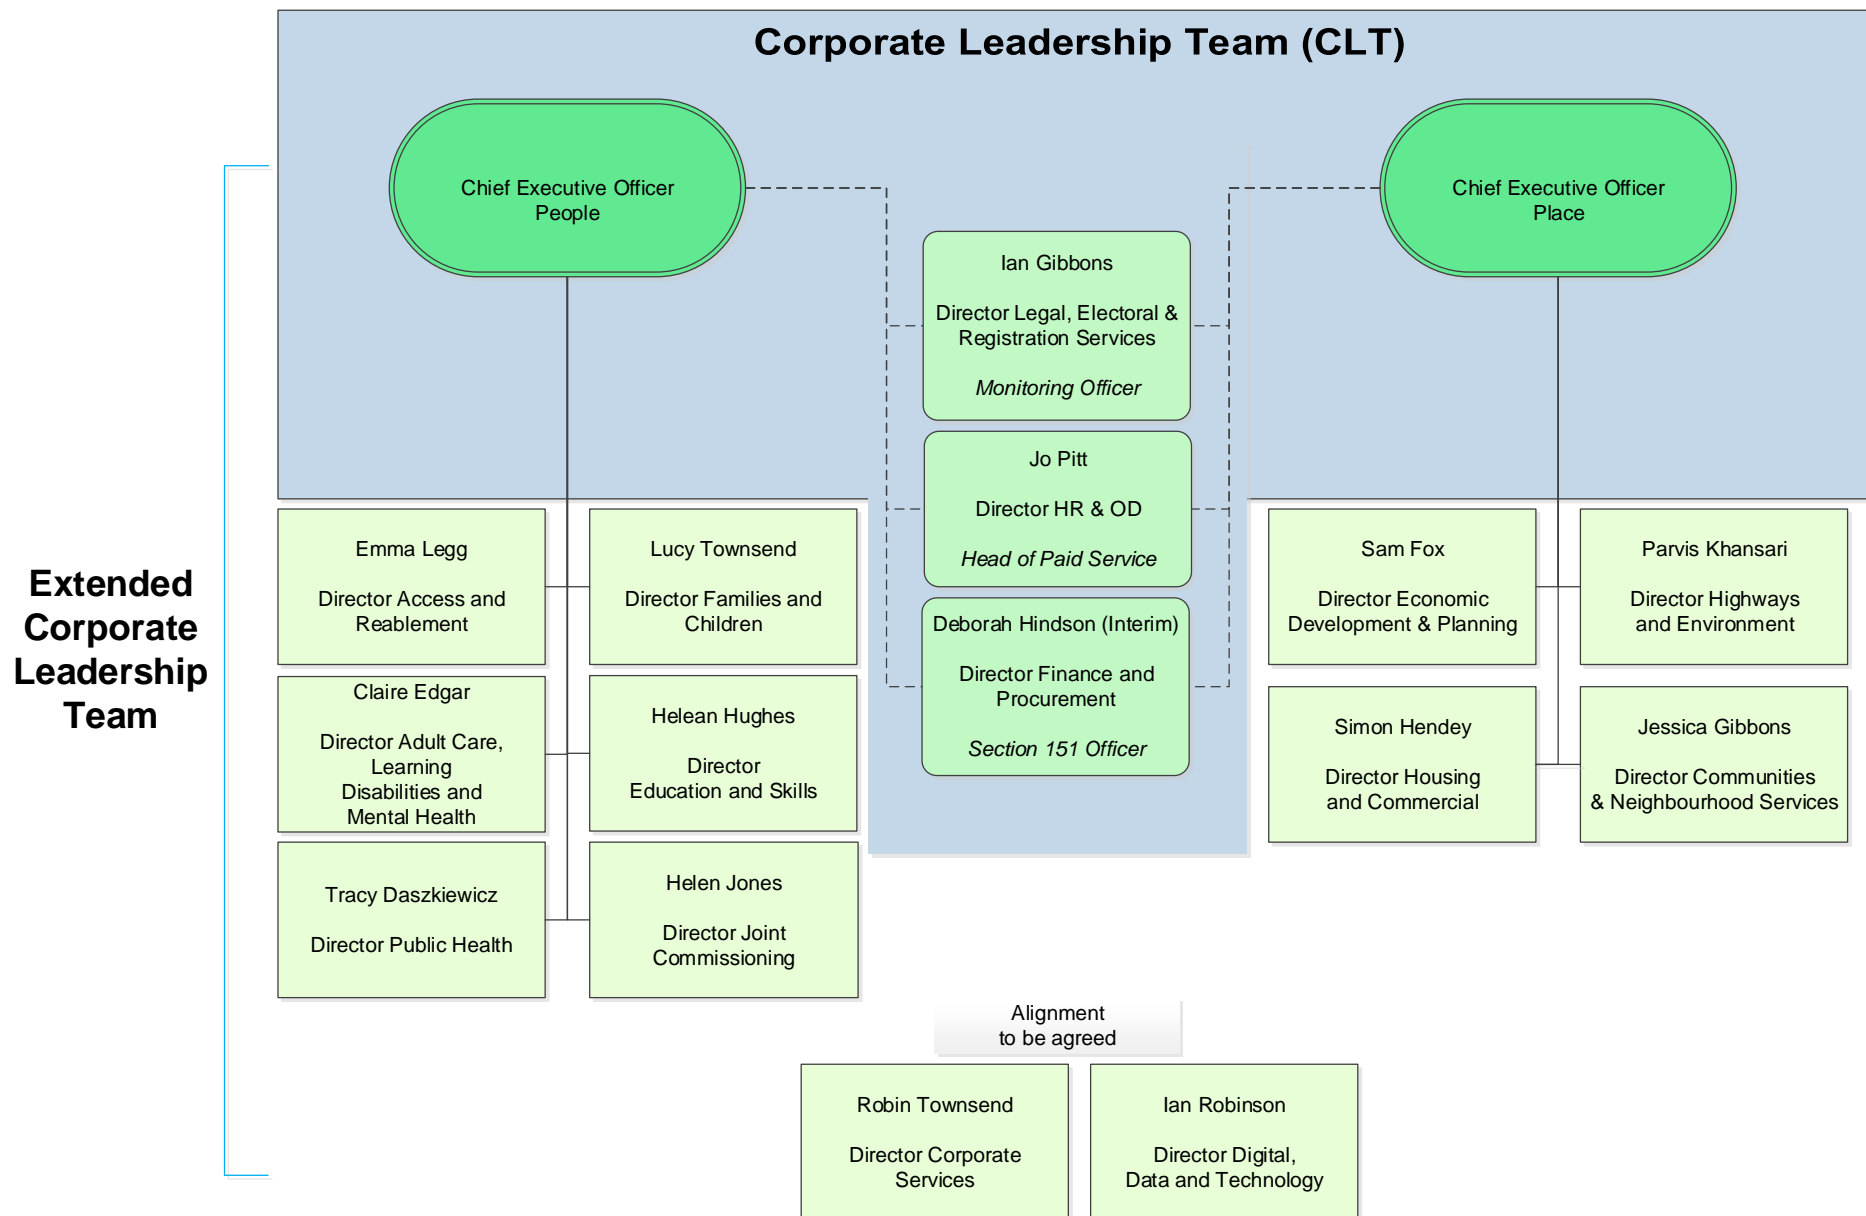 Corporate Leadership Team (CLT)
Chief Executive Officer
People
Chief Executive Officer
Place
Ian Gibbons
Director Legal, Electoral &
Registration Services
Monitoring Officer
Jo Pitt
Director HR & OD
Head of Paid Service
Deborah Hindson (Interim)
Director Finance and
Procurement
Section 151 Officer
Extended
Corporate
Leadership
Team
Emma Legg
Director Access and
Reablement
Lucy Townsend
Director Families and
Children
Claire Edgar
Director Adult Care,
Learning
Disabilities and
Mental Health
Helean Hughes
Director
Education and Skills
Tracy Daszkiewicz
Director Public Health
Helen Jones
Director Joint
Commissioning
Sam Fox
Director Economic
Development & Planning
Parvis Khansari
Director Highways
and Environment
Simon Hendey
Director Housing
and Commercial
Jessica Gibbons
Director Communities
& Neighbourhood Services
Alignment
to be agreed
Robin Townsend
Director Corporate
Services
Ian Robinson
Director Digital,
Data and Technology